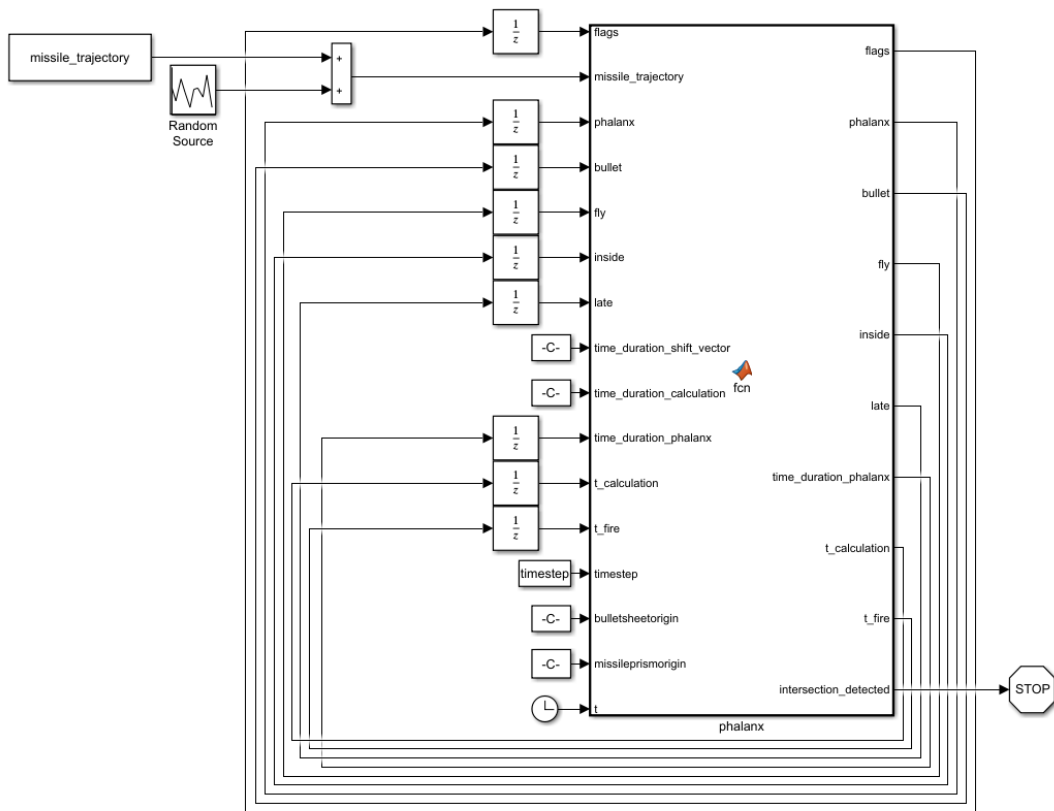 missile_trajectory
+
+
Random
Source
1
z
flags
missile_trajectory
1
z
phalanx
1
z
bullet
1
z
fly
1
z
inside
1
z
late
-C-
time_duration_shift_vector
-C-
time_duration_calculation
1
z
time_duration_phalanx
1
z
t_calculation
1
z
t_fire
timestep
timestep
-C-
bulletsheetorigin
-C-
missileprismorigin
t
fcn
flags
phalanx
bullet
fly
inside
late
time_duration_phalanx
t_calculation
t_fire
intersection_detected
phalanx
STOP